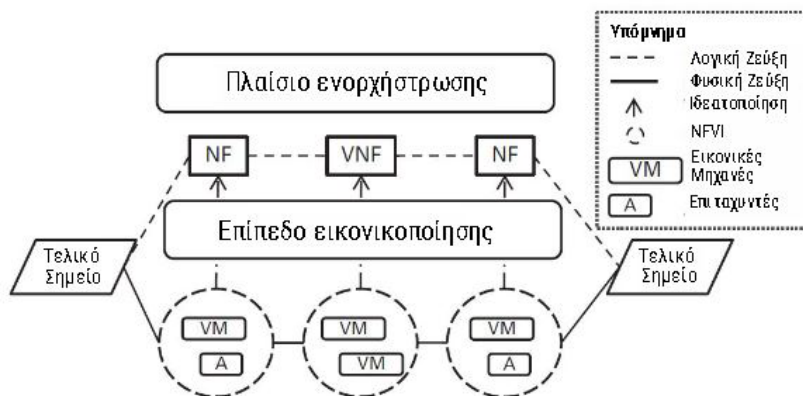 Πλαίσιο ενορχήστρωσης
NF
VNF
NF
Επίπεδο εικονικοποίησης
Τελικό
Σημείο
Τελικό
Σημείο
VM
A
VM
VM
VM
A
Υπόμνημα
Λογική Ζεύξη
Φυσική Ζεύξη
Ιδεατοποίηση
NFVI
VM
Εικονικές
Μηχανές
A
Επιταχυντές